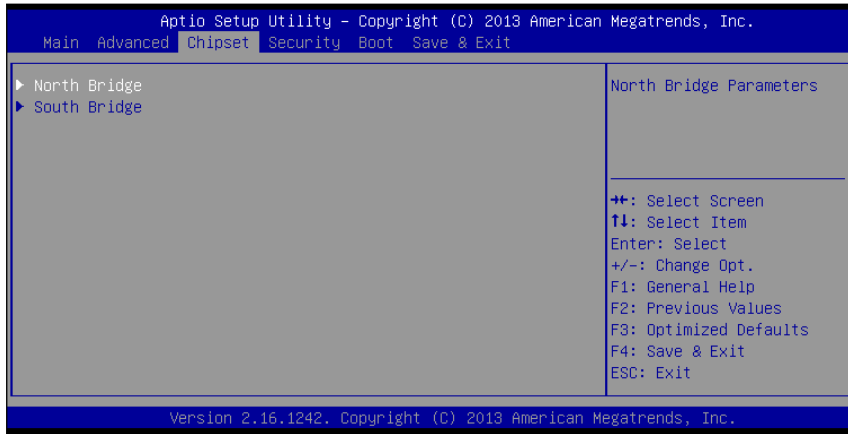 Aptio Setup Utility – Copyright (C) 2013 American Megatrends, Inc.
Main Advanced Chipset Security Boot Save & Exit
▶ North Bridge
▶ South Bridge
North Bridge Parameters
→←: Select Screen
↑↓: Select Item
Enter: Select
+/-: Change Opt.
F1: General Help
F2: Previous Values
F3: Optimized Defaults
F4: Save & Exit
ESC: Exit
Version 2.16.1242. Copyright (C) 2013 American Megatrends, Inc.